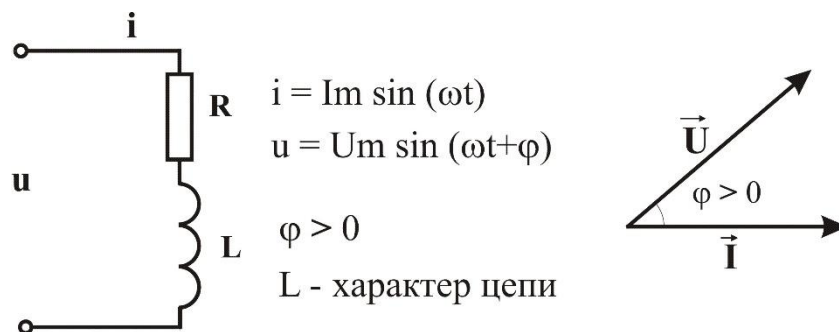 i
R
u
L
i = Im sin (ωt)
u = Um sin (ωt+φ)
φ > 0
L - характер цепи
U
φ > 0
I